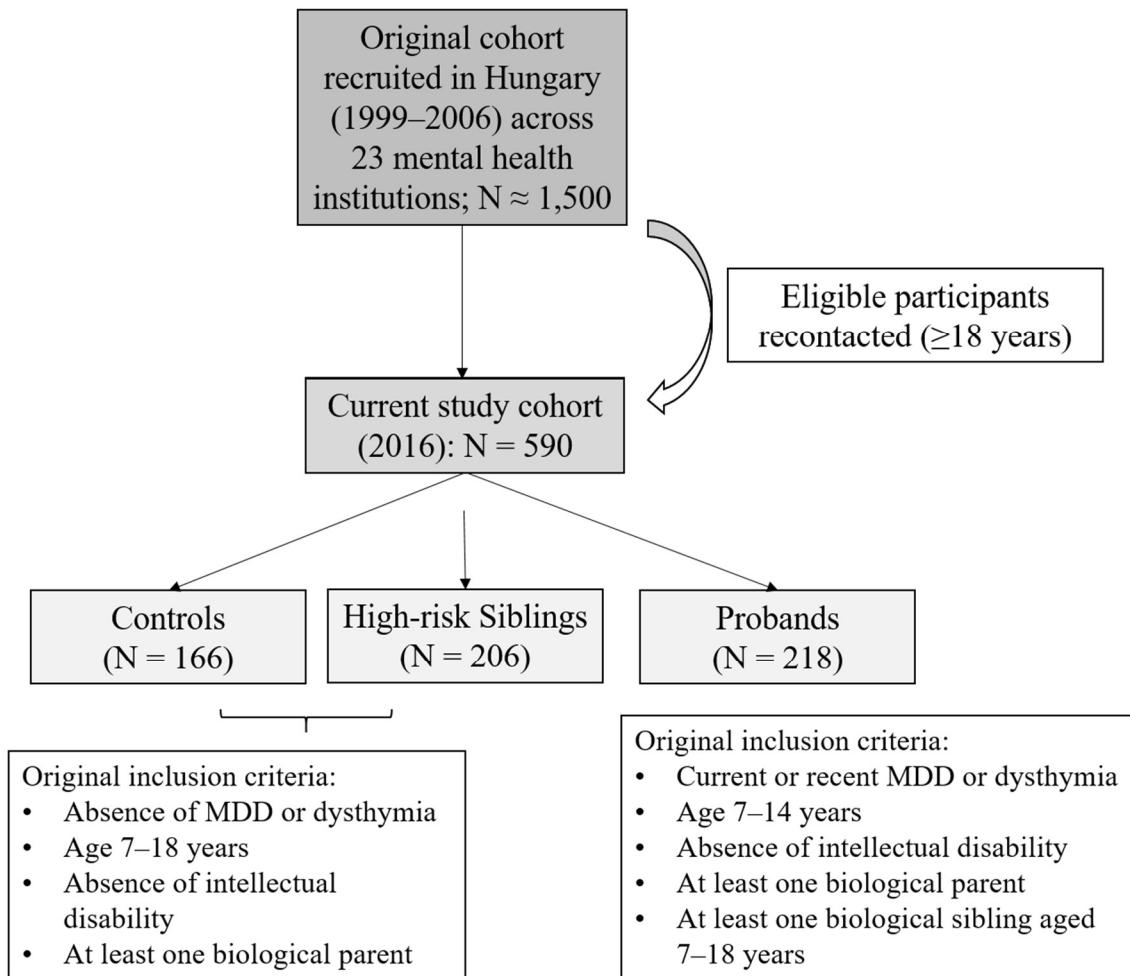 Original cohort
recruited in Hungary
(1999–2006) across
23 mental health
institutions; N ≈ 1,500
Eligible participants
recontacted (≥18 years)
Current study cohort
(2016): N = 590
Controls
(N = 166)
High-risk Siblings
(N = 206)
Probands
(N = 218)
Original inclusion criteria:
• Absence of MDD or dysthymia
• Age 7–18 years
• Absence of intellectual
disability
• At least one biological parent
Original inclusion criteria:
• Current or recent MDD or dysthymia
• Age 7–14 years
• Absence of intellectual disability
• At least one biological parent
• At least one biological sibling aged
7–18 years